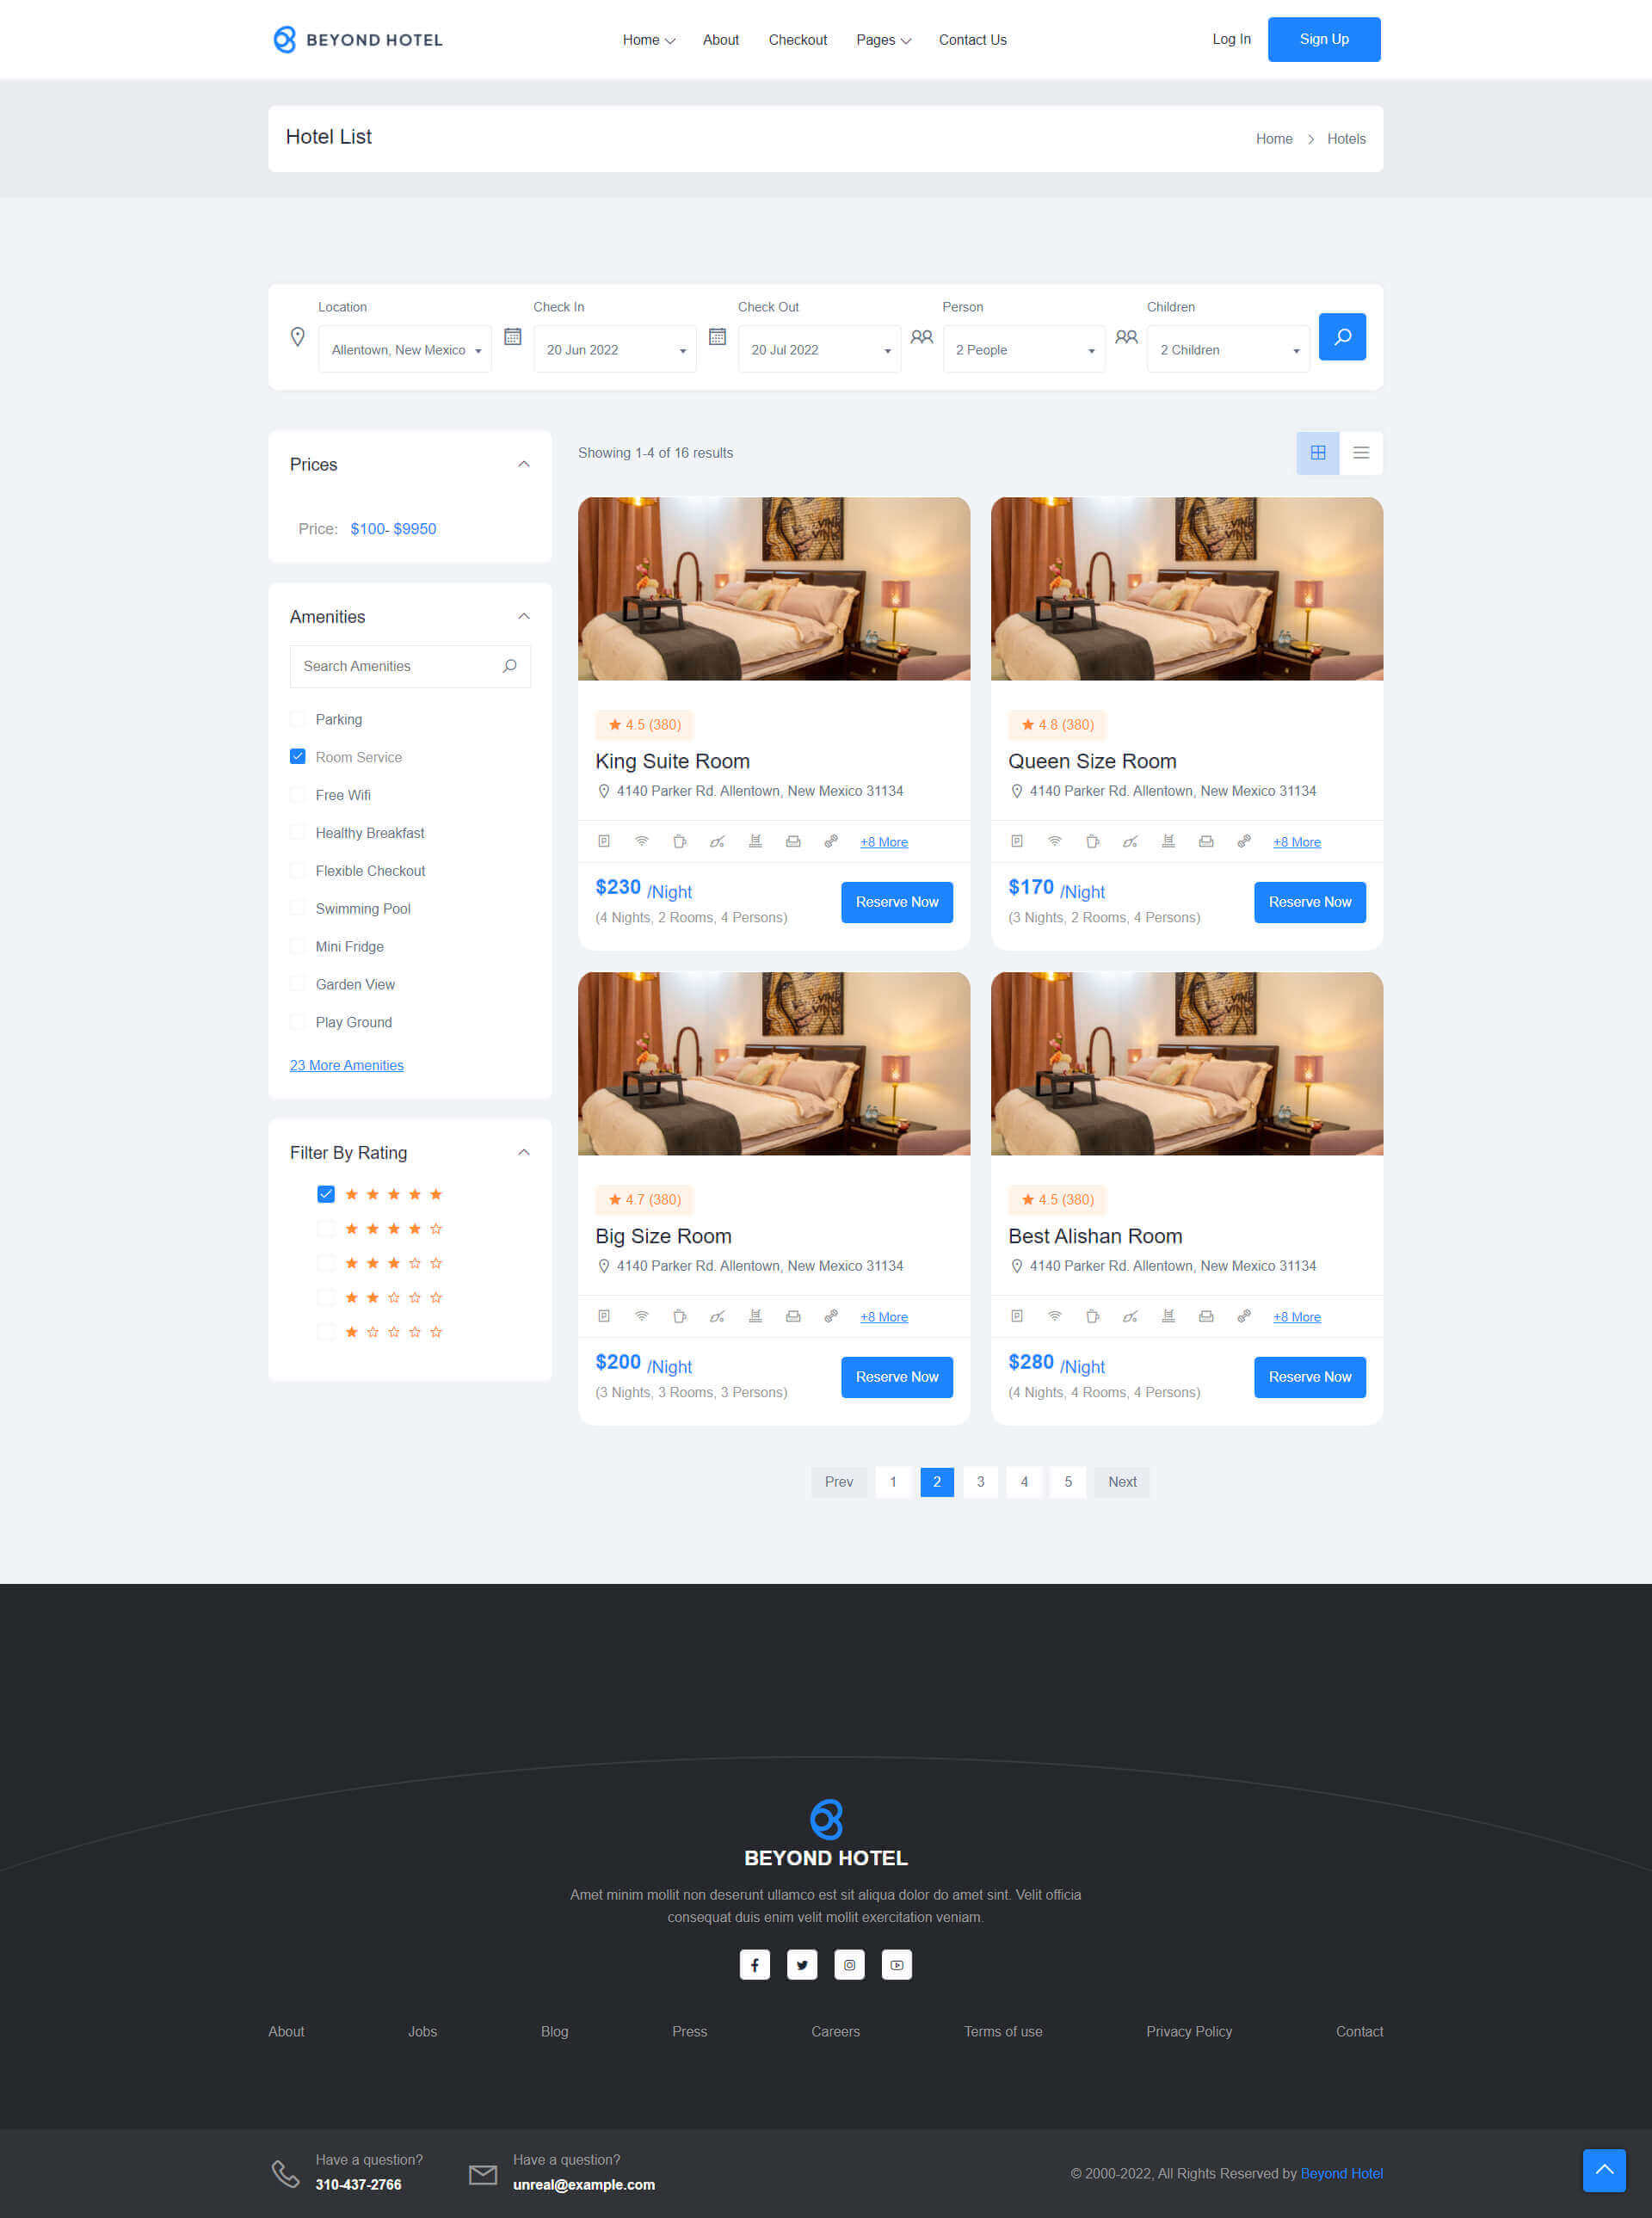 BEYOND HOTEL
Home
About
Checkout
Pages
Contact Us
Log In
Sign Up
Hotel List
Home
Hotels
Location
Check In
Check Out
Person
Children
Allentown, New Mexico
20 Jun 2022
20 Jul 2022
2 People
2 Children
Prices
Price: $100- $9950
Amenities
Search Amenities
Parking
Room Service
Free Wifi
Healthy Breakfast
Flexible Checkout
Swimming Pool
Mini Fridge
Garden View
Play Ground
23 More Amenities
Filter By Rating
Showing 1-4 of 16 results
4.5 (380)
King Suite Room
4140 Parker Rd. Allentown, New Mexico 31134
+8 More
$230 /Night
(4 Nights, 2 Rooms, 4 Persons)
Reserve Now
4.8 (380)
Queen Size Room
4140 Parker Rd. Allentown, New Mexico 31134
+8 More
$170 /Night
(3 Nights, 2 Rooms, 4 Persons)
Reserve Now
4.7 (380)
Big Size Room
4140 Parker Rd. Allentown, New Mexico 31134
+8 More
$200 /Night
(3 Nights, 3 Rooms, 3 Persons)
Reserve Now
4.5 (380)
Best Alishan Room
4140 Parker Rd. Allentown, New Mexico 31134
+8 More
$280 /Night
(4 Nights, 4 Rooms, 4 Persons)
Reserve Now
Prev 1 2 3 4 5 Next
BEYOND HOTEL
Amet minim mollit non deserunt ullamco est sit aliqua dolor do amet sint. Velit officia
consequat duis enim velit mollit exercitation veniam.
About
Jobs
Blog
Press
Careers
Terms of use
Privacy Policy
Contact
Have a question?
310-437-2766
Have a question?
unreal@example.com
© 2000-2022, All Rights Reserved by Beyond Hotel